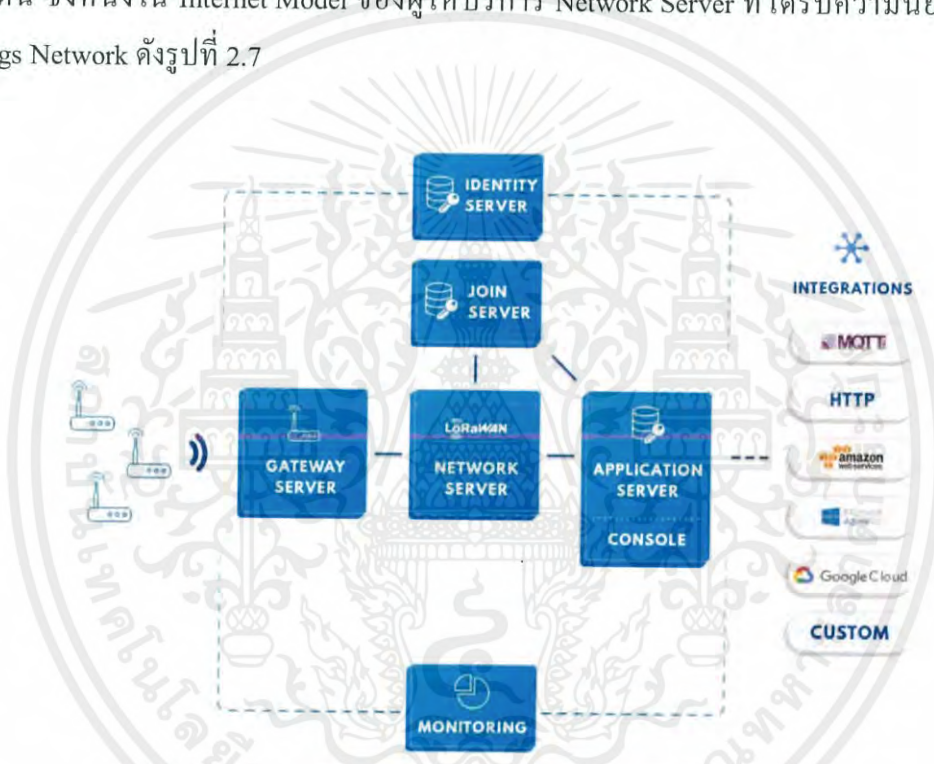 Internet Model ของผู้ให้บริการ Network Server ที่ได้รับความนิย
gs Network ดังรูปที่ 2.7
IDENTITY
SERVER
JOIN
SERVER
INTEGRATIONS
MQTT
HTTP
amazon
web services
Google Cloud
CUSTOM
GATEWAY
SERVER
LoRaWAN
NETWORK
SERVER
APPLICATION
SERVER
CONSOLE
MONITORING